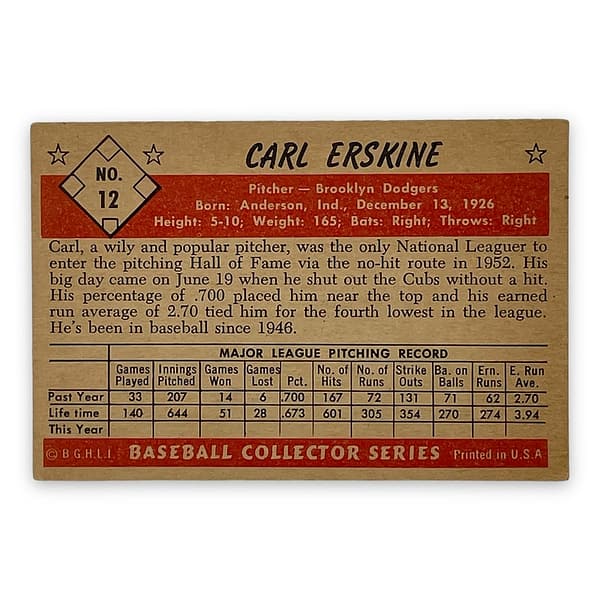 NO.
12
CARL ERSKINE
Pitcher — Brooklyn Dodgers
Born: Anderson, Ind., December 13, 1926
Height: 5-10; Weight: 165; Bats: Right; Throws: Right
Carl, a wily and popular pitcher, was the only National Leaguer to
enter the pitching Hall of Fame via the no-hit route in 1952. His
big day came on June 19 when he shut out the Cubs without a hit.
His percentage of .700 placed him near the top and his earned
run average of 2.70 tied him for the fourth lowest in the league.
He's been in baseball since 1946.
MAJOR LEAGUE PITCHING RECORD
Games Played Innings Pitched Games Won Games Lost Pct. No. of Hits No. of Runs Strike Outs Ba. on Balls Ern. Runs E. Run Ave.
Past Year 33 207 14 6 .700 167 72 131 71 62 2.70
Life time 140 644 51 28 .673 601 305 354 270 274 3.94
This Year
© B.G.H.L.I. BASEBALL COLLECTOR SERIES Printed in U.S.A